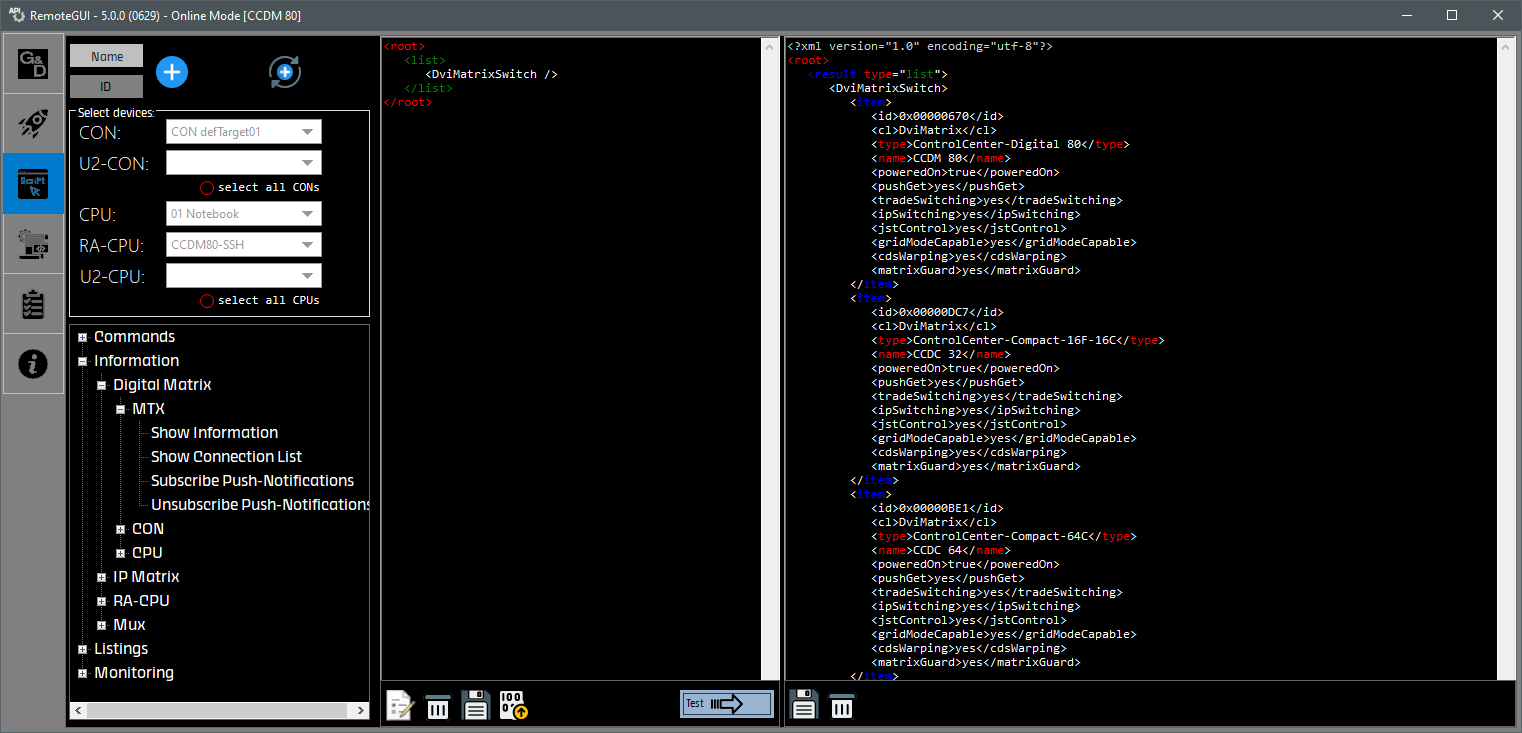 RemoteGUI - 5.0.0 (0629) - Online Mode [CCDM 80]
API
G&D
Script
Name
ID
Select devices:
CON:
CON defTarget01
U2-CON:
select all CONs
CPU:
01 Notebook
RA-CPU:
CCDM80-SSH
U2-CPU:
select all CPUs
Commands
Information
Digital Matrix
MTX
Show Information
Show Connection List
Subscribe Push-Notifications
Unsubscribe Push-Notifications
CON
CPU
IP Matrix
RA-CPU
Mux
Listings
Monitoring
<root>
<list>
<DviMatrixSwitch />
</list>
</root>
Test
<?xml version="1.0" encoding="utf-8"?>
<root>
<result type="list">
<DviMatrixSwitch>
<item>
<id>0x00000670</id>
<cl>DviMatrix</cl>
<type>ControlCenter-Digital 80</type>
<name>CCDM 80</name>
<poweredOn>true</poweredOn>
<pushGet>yes</pushGet>
<tradeSwitching>yes</tradeSwitching>
<ipSwitching>yes</ipSwitching>
<jstControl>yes</jstControl>
<gridModeCapable>yes</gridModeCapable>
<cdsWarping>yes</cdsWarping>
<matrixGuard>yes</matrixGuard>
</item>
<item>
<id>0x00000DC7</id>
<cl>DviMatrix</cl>
<type>ControlCenter-Compact-16F-16C</type>
<name>CCDC 32</name>
<poweredOn>true</poweredOn>
<pushGet>yes</pushGet>
<tradeSwitching>yes</tradeSwitching>
<ipSwitching>yes</ipSwitching>
<jstControl>yes</jstControl>
<gridModeCapable>yes</gridModeCapable>
<cdsWarping>yes</cdsWarping>
<matrixGuard>yes</matrixGuard>
</item>
<item>
<id>0x00000BE1</id>
<cl>DviMatrix</cl>
<type>ControlCenter-Compact-64C</type>
<name>CCDC 64</name>
<poweredOn>true</poweredOn>
<pushGet>yes</pushGet>
<tradeSwitching>yes</tradeSwitching>
<ipSwitching>yes</ipSwitching>
<jstControl>yes</jstControl>
<gridModeCapable>yes</gridModeCapable>
<cdsWarping>yes</cdsWarping>
<matrixGuard>yes</matrixGuard>
</item>